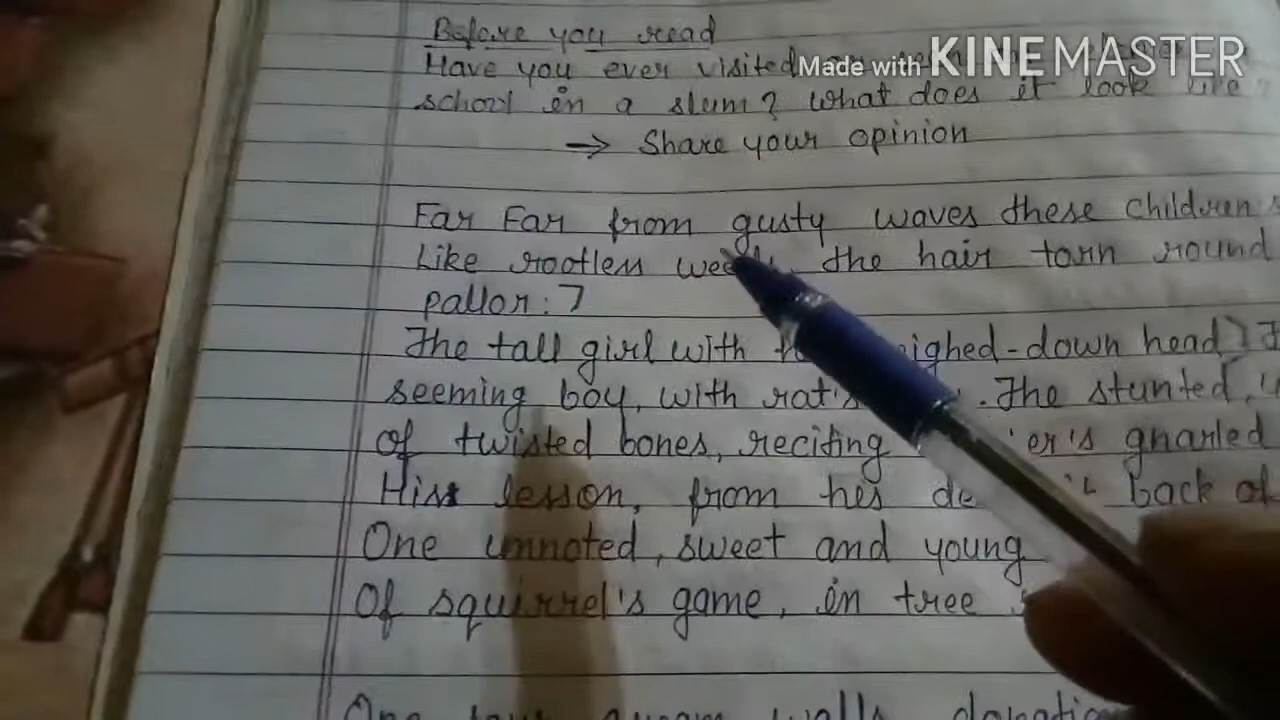 Before you read
Have you ever visited
Made with KINEMASTER
school in a slum? What does it look like
→ Share your opinion
Far Far from gusty waves these children's
Like rootless the hair torn round
pallor: 7
The tall girl with eighed-down head)
seeming boy, with rat's . The stunted,
of twisted bones, reciting er's gnarled
His lesson, from his back of
One unnoted, sweet and young
Of squirrel's game, in tree